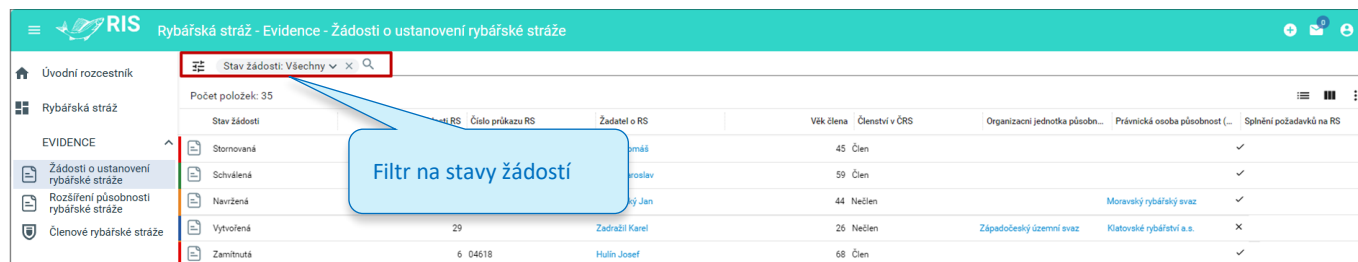 RIS Rybářská stráž - Evidence - Žádosti o ustanovení rybářské stráže
0
Stav žádosti: Všechny
Úvodní rozcestník
Počet položek: 35
Rybářská stráž
Stav žádosti RS Číslo průkazu RS Žadatel o RS Věk člena Členství v ČRS Organizacni jednotka působn... Právnická osoba působnost (... Splnění požadavků na RS
EVIDENCE
Stornovaná 45 Člen
Žádosti o ustanovení
rybářské stráže
Schválená 59 Člen
Filtr na stavy žádostí
Rozšíření působnosti
rybářské stráže
Navržená Jan 44 Nečlen Moravský rybářský svaz
Členové rybářské stráže
Vytvořená 29 Zadražil Karel 26 Nečlen Západočeský územní svaz Klatovské rybářství a.s.
Zamítnutá 6 04618 Hulín Josef 68 Člen